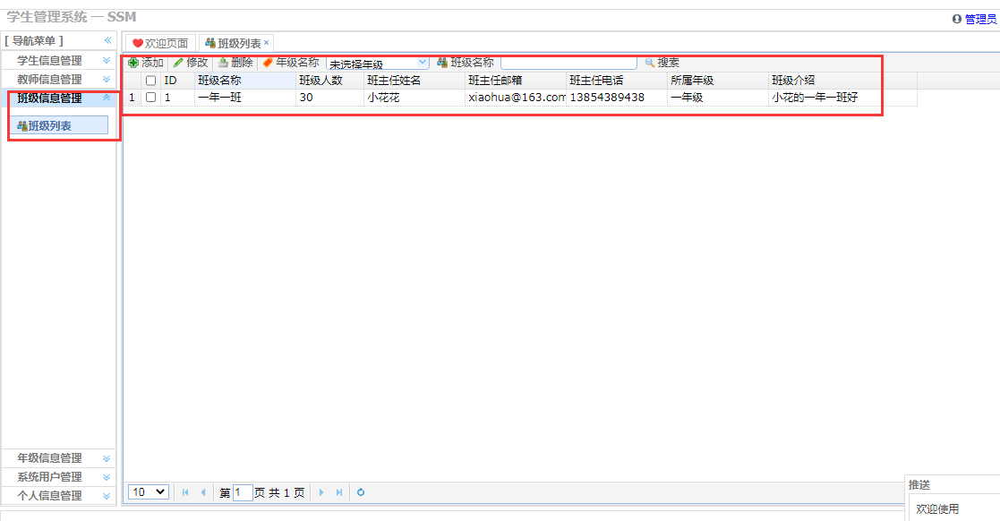 学生管理系统 — SSM
管理员
[ 导航菜单 ]
学生信息管理
教师信息管理
班级信息管理
班级列表
年级信息管理
系统用户管理
个人信息管理
欢迎页面 班级列表
添加 修改 删除 年级名称 未选择年级 班级名称 搜索
ID 班级名称 班级人数 班主任姓名 班主任邮箱 班主任电话 所属年级 班级介绍
1 1 一年一班 30 小花花 xiaohua@163.com 13854389438 一年级 小花的一年一班好
10 第 1 页 共 1 页
推送
欢迎使用